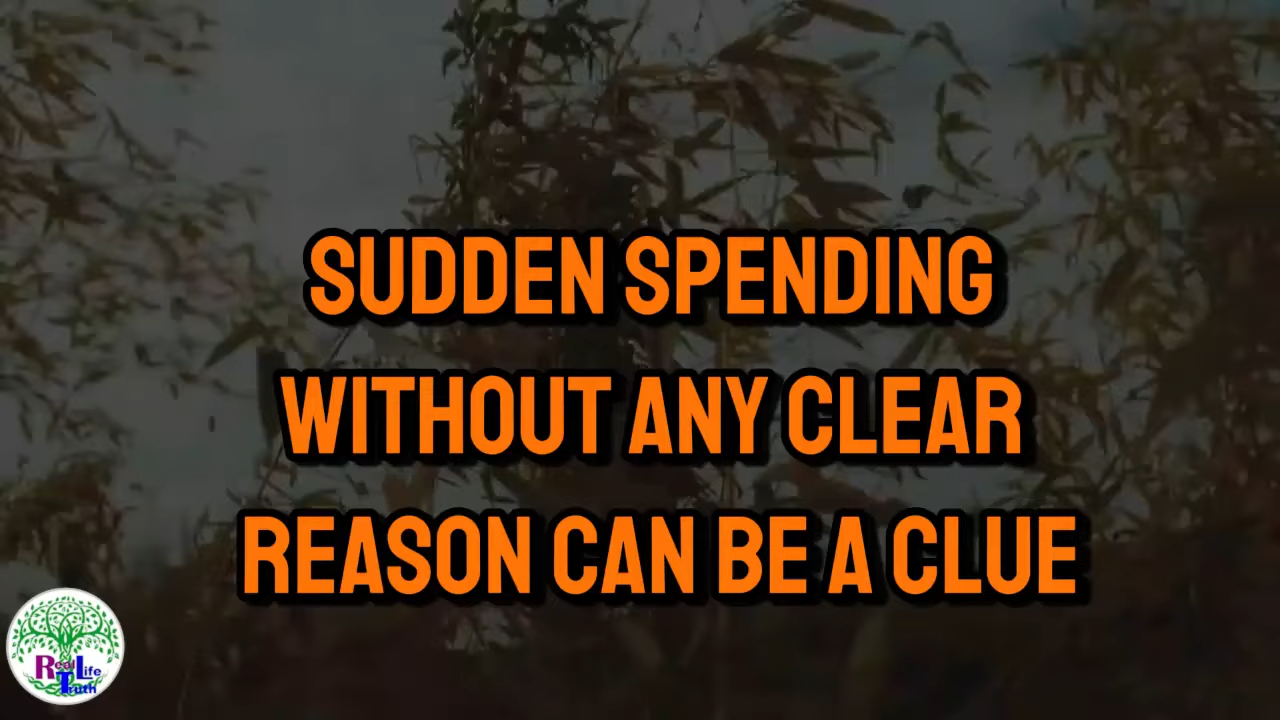 SUDDEN SPENDING
WITHOUT ANY CLEAR
REASON CAN BE A CLUE
Real Life
Truth